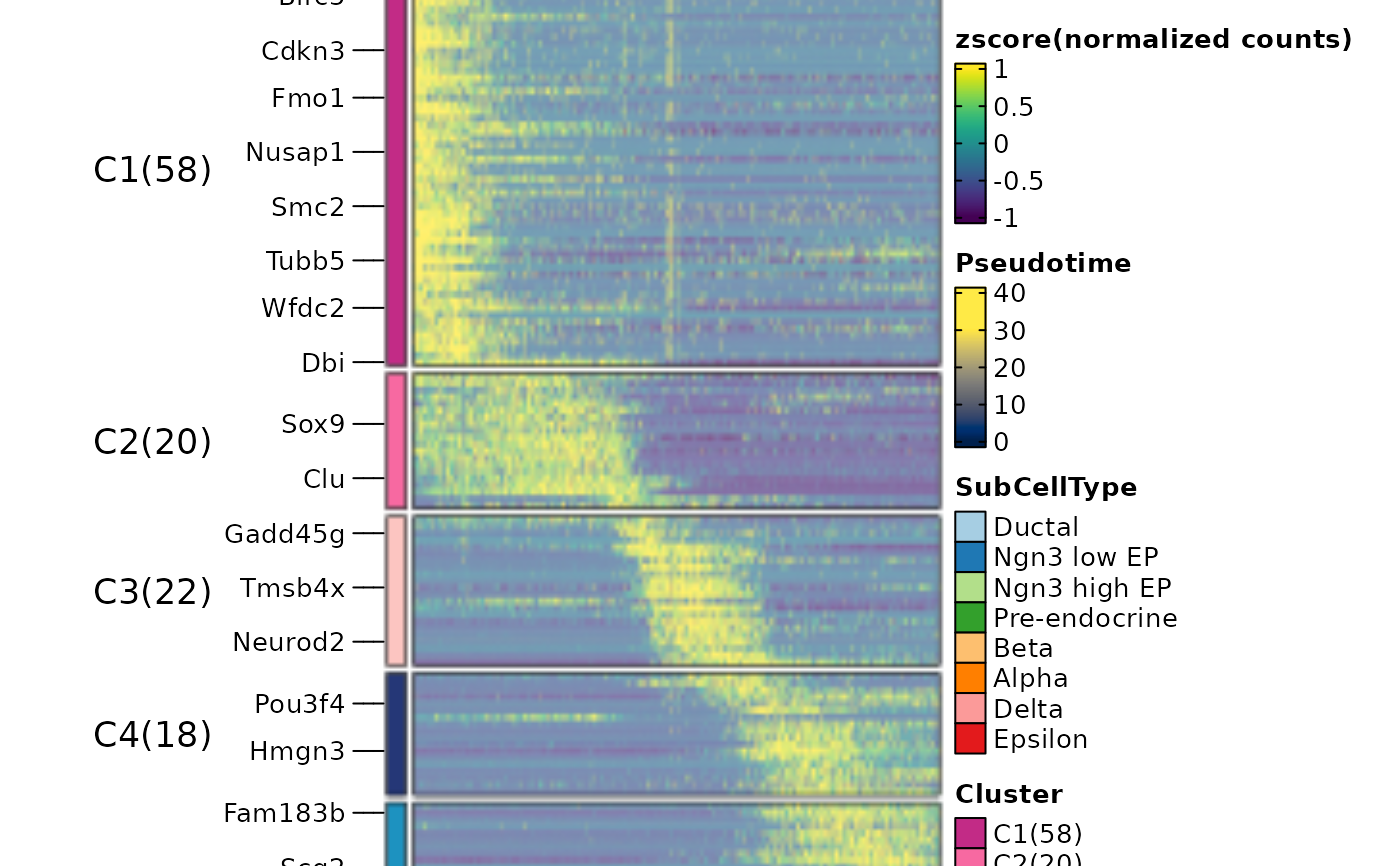 Cdkn3
Fmo1
Nusap1
C1(58)
Smc2
Tubb5
Wfdc2
Dbi
Sox9
C2(20)
Clu
Gadd45g
Tmsb4x
C3(22)
Neurod2
Pou3f4
C4(18)
Hmgn3
Fam183b
zscore(normalized counts)
1
0.5
0
-0.5
-1
Pseudotime
40
30
20
10
0
SubCellType
Ductal
Ngn3 low EP
Ngn3 high EP
Pre-endocrine
Beta
Alpha
Delta
Epsilon
Cluster
C1(58)
C2(20)